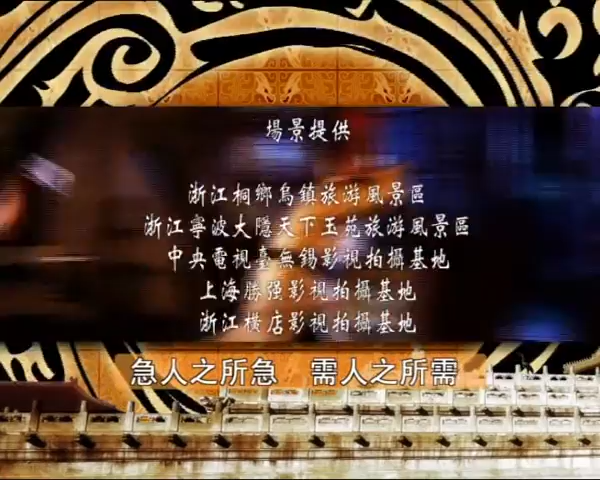 場景提供
浙江桐鄉烏鎮旅游風景區
浙江寧波大隱天下玉苑旅游風景區
中央電視臺無錫影視拍攝基地
上海勝强影視拍攝基地
浙江横店影視拍攝基地
急人之所急 需人之所需